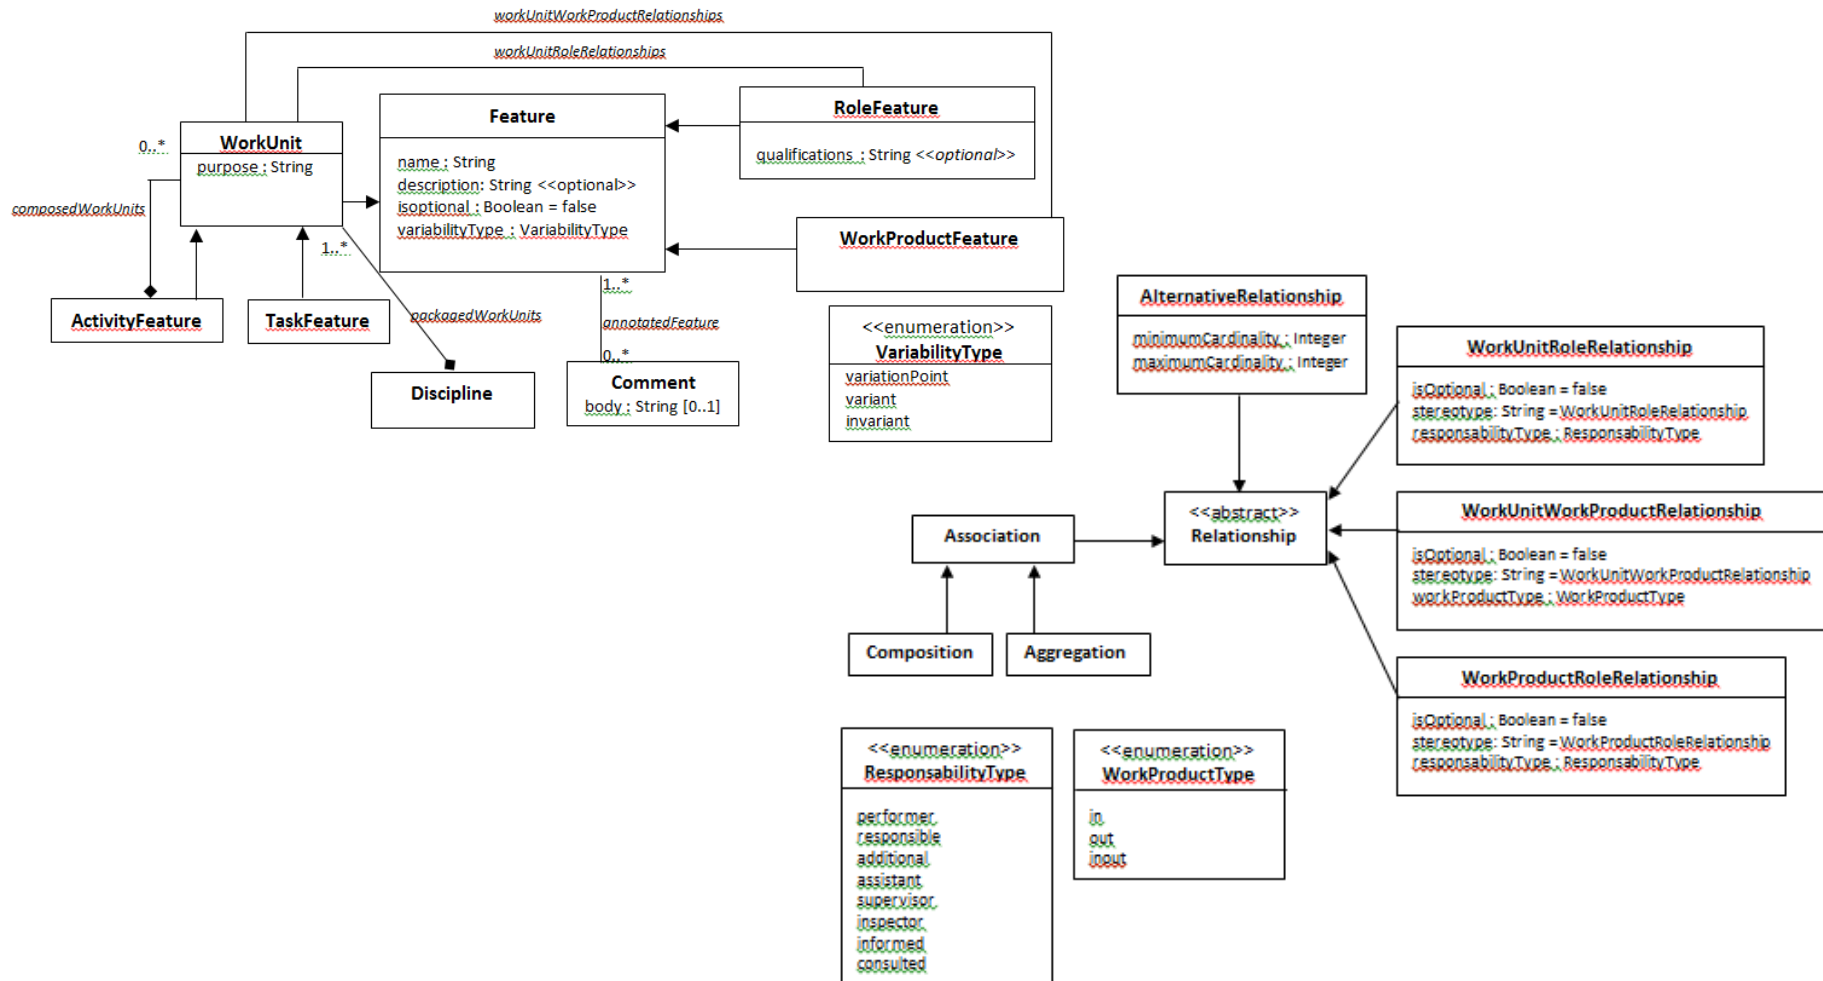 workUnitWorkProductRelationships
workUnitRoleRelationships
WorkUnit
purpose : String
0..*
composedWorkUnits
1..*
Feature
name : String
description: String <<optional>>
isoptional : Boolean = false
variabilityType : VariabilityType
RoleFeature
qualifications : String <<optional>>
WorkProductFeature
ActivityFeature
TaskFeature
packagedWorkUnits
Discipline
1..*
annotatedFeature
0..*
Comment
body : String [0..1]
<<enumeration>>
VariabilityType
variationPoint
variant
invariant
AlternativeRelationship
minimumCardinality : Integer
maximumCardinality : Integer
WorkUnitRoleRelationship
isOptional : Boolean = false
stereotype: String = WorkUnitRoleRelationship
responsabilityType : ResponsabilityType
<<abstract>>
Relationship
Association
WorkUnitWorkProductRelationship
isOptional : Boolean = false
stereotype: String = WorkUnitWorkProductRelationship
workProductType : WorkProductType
Composition
Aggregation
WorkProductRoleRelationship
isOptional : Boolean = false
stereotype: String = WorkProductRoleRelationship
responsabilityType : ResponsabilityType
<<enumeration>>
ResponsabilityType
performer
responsible
additional
assistant
supervisor
inspector
informed
consulted
<<enumeration>>
WorkProductType
in
out
inout